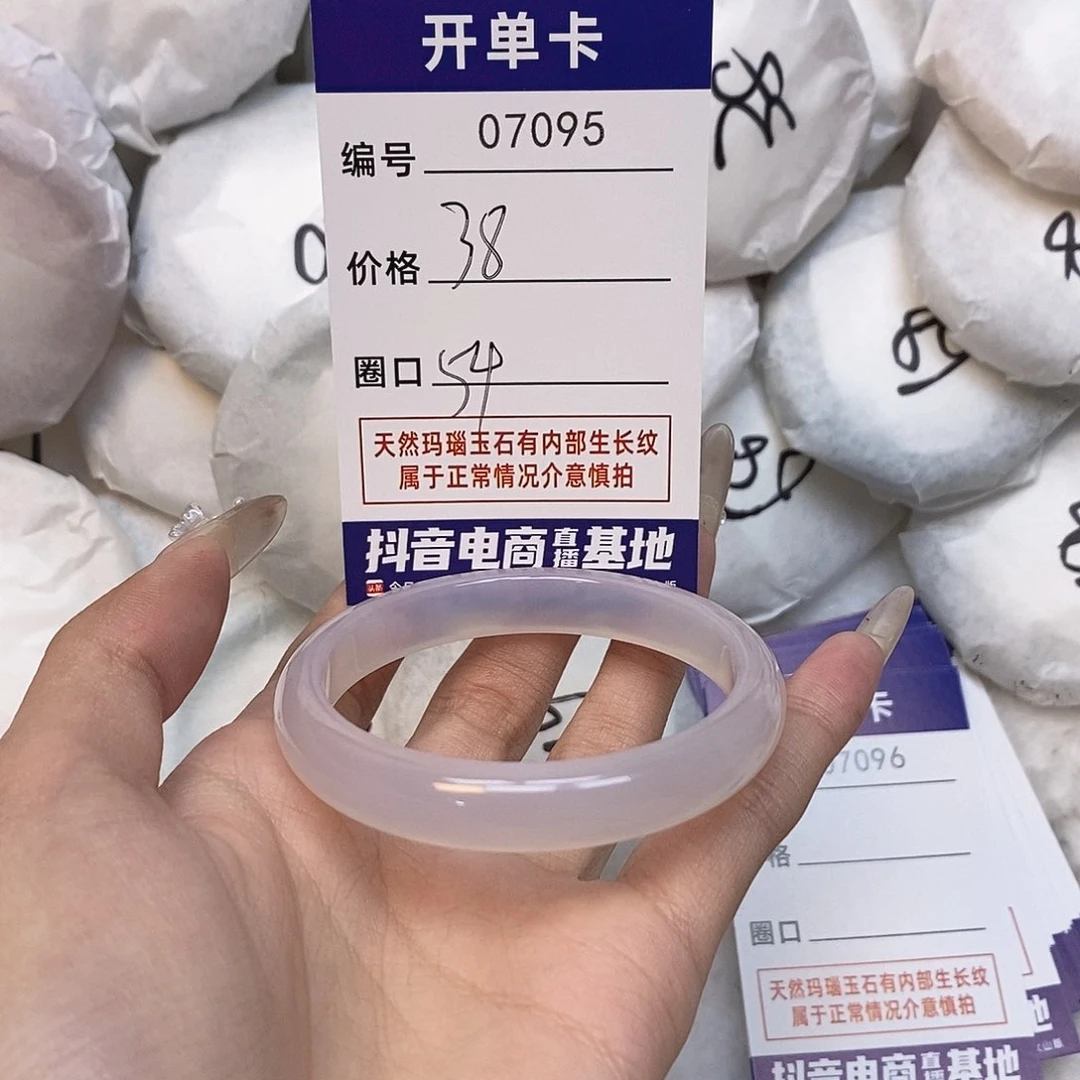 开单卡
编号 07095
价格 38
圈口 54
天然玛瑙玉石有内部生长纹
属于正常情况介意慎拍
抖音电商直播基地
卡
7096
格
圈口
天然玛瑙玉石有内部生长纹
属于正常情况介意慎拍
抖音电商直播基地